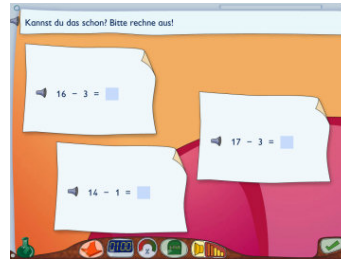 Kannst du das schon? Bitte rechne aus!
16 - 3 =
17 - 3 =
14 - 1 =